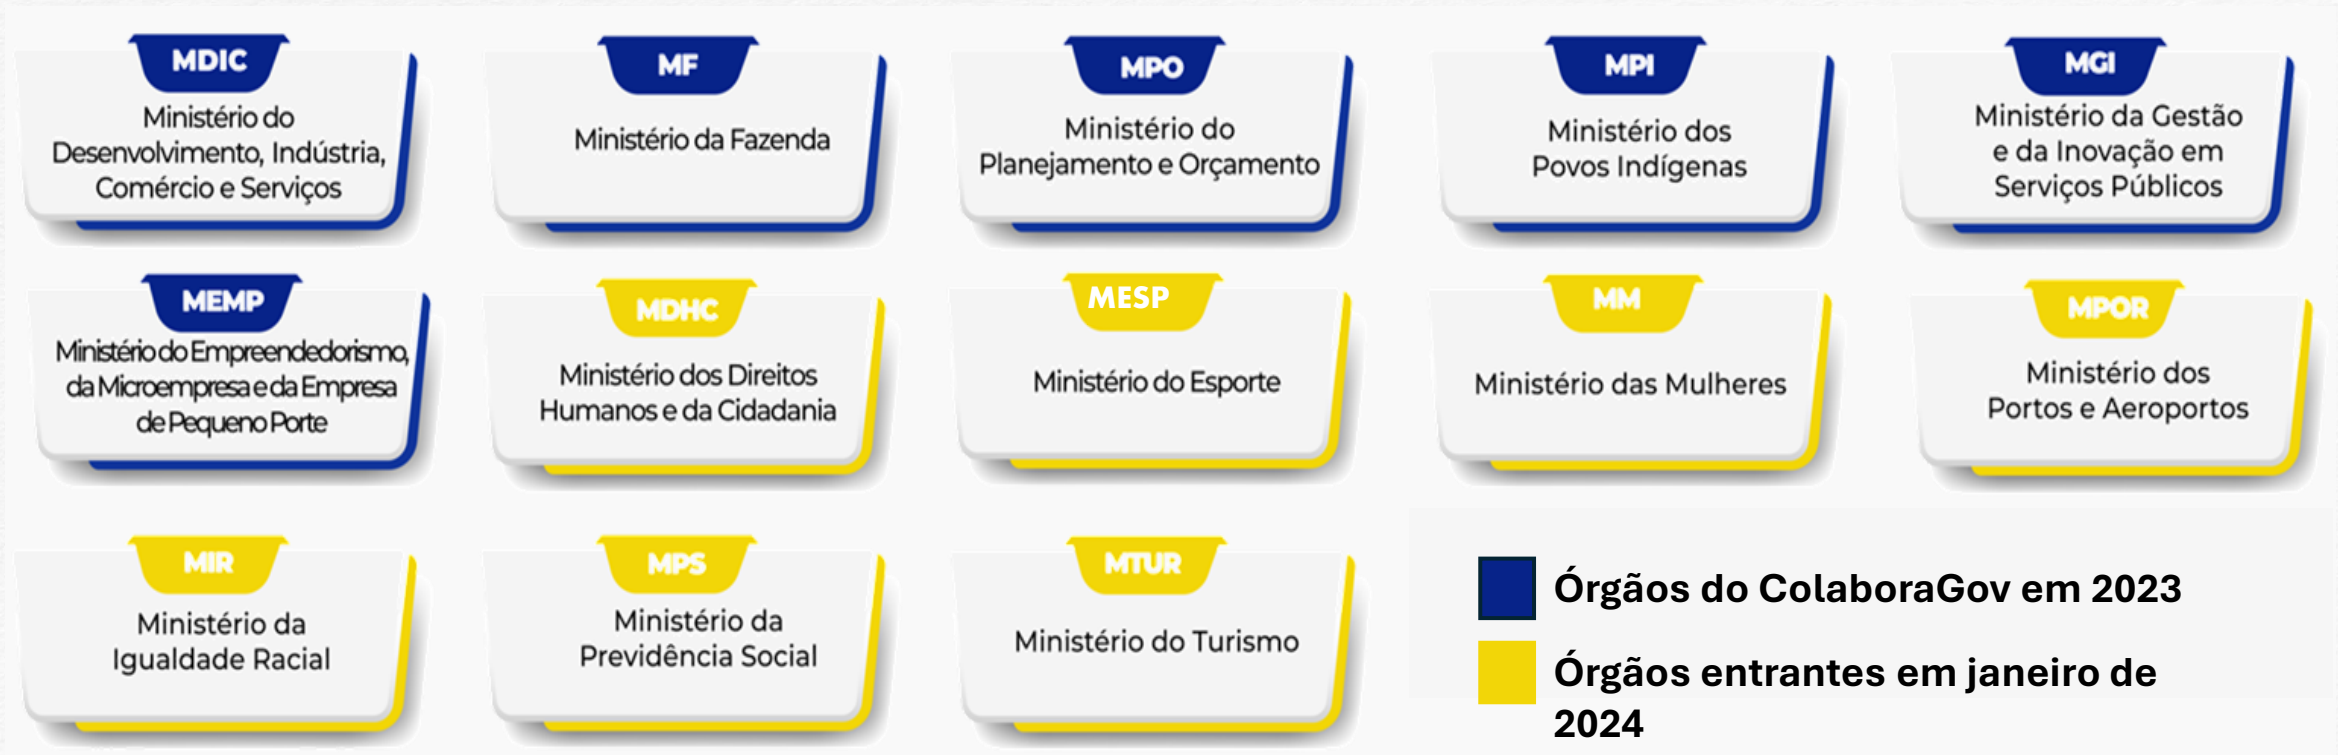 MDIC
Ministério do
Desenvolvimento, Indústria,
Comércio e Serviços
MF
Ministério da Fazenda
MPO
Ministério do
Planejamento e Orçamento
MPI
Ministério dos
Povos Indígenas
MGI
Ministério da Gestão
e da Inovação em
Serviços Públicos
MEMP
Ministério do Empreendedorismo,
da Microempresa e da Empresa
de Pequeno Porte
MDHC
Ministério dos Direitos
Humanos e da Cidadania
MESP
Ministério do Esporte
MM
Ministério das Mulheres
MPOR
Ministério dos
Portos e Aeroportos
MIR
Ministério da
Igualdade Racial
MPS
Ministério da
Previdência Social
MTUR
Ministério do Turismo
Órgãos do ColaboraGov em 2023
Órgãos entrantes em janeiro de
2024